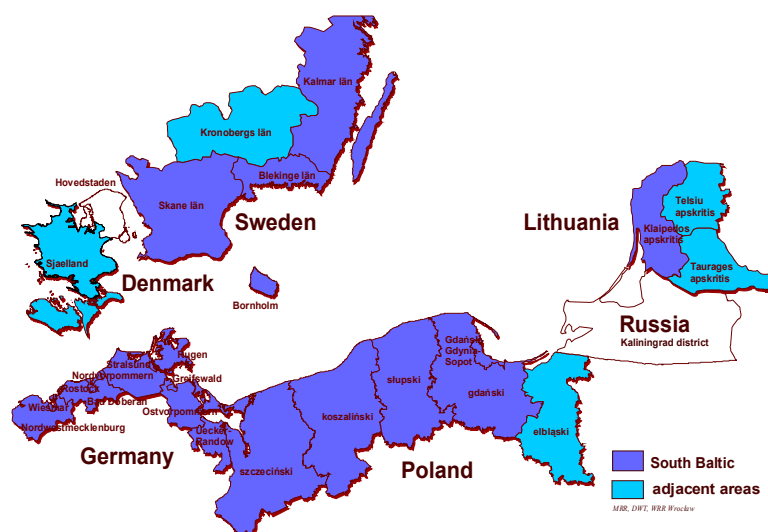 Kalmar län
Kronobergs län
Hovedstaden
Blekinge län
Skane län
Sweden
Sjaelland
Denmark
Bornholm
Lithuania
Telsiu
apskritis
Klaipedos
apskritis
Taurages
apskritis
Russia
Kaliningrad district
Rugen
Stralsund
Nordvorpommern
Greifswald
Rostock
Bad Doberan
Wiesmar
Ostvorpommern
Nordwestmecklenburg
Uecker-
Randow
Germany
szczeciński
koszaliński
słupski
Gdańsk-
Gdynia-
Sopot
gdański
elbląski
Poland
South Baltic
adjacent areas
MRR, DWT, WRR Wrocław